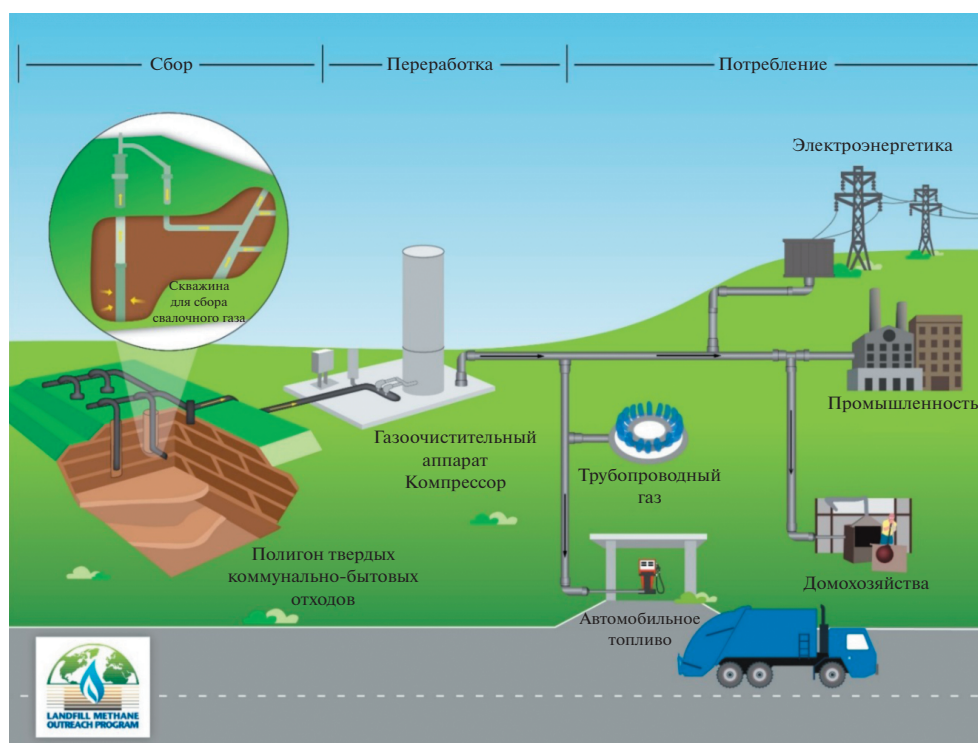 Сбор
Переработка
Потребление
Электроэнергетика
Скважина
для сбора
свалочного газа
Промышленность
Газоочистительный
аппарат
Компрессор
Трубопроводный
газ
Полигон твердых
коммунально-бытовых
отходов
Домохозяйства
Автомобильное
топливо
LANDFILL METHANE
OUTREACH PROGRAM